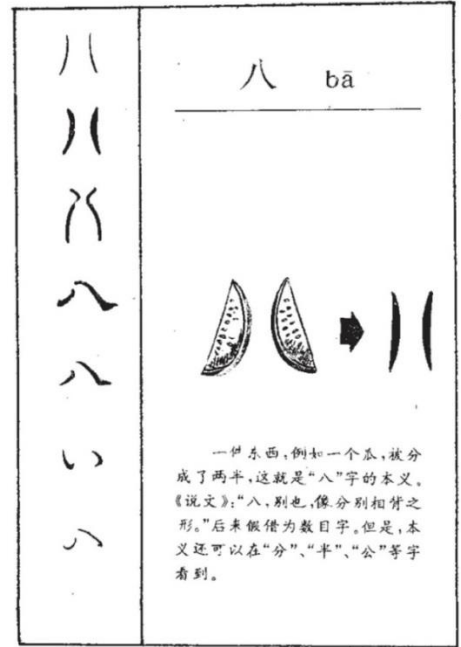 八 bā
一件东西，例如一个瓜，被分
成了两半，这就是“八”字的本义。
《说文》：“八，别也，像分别相背之
形。”后来假借为数目字。但是，本
义还可以在“分”、“半”、“公”等字
看到。